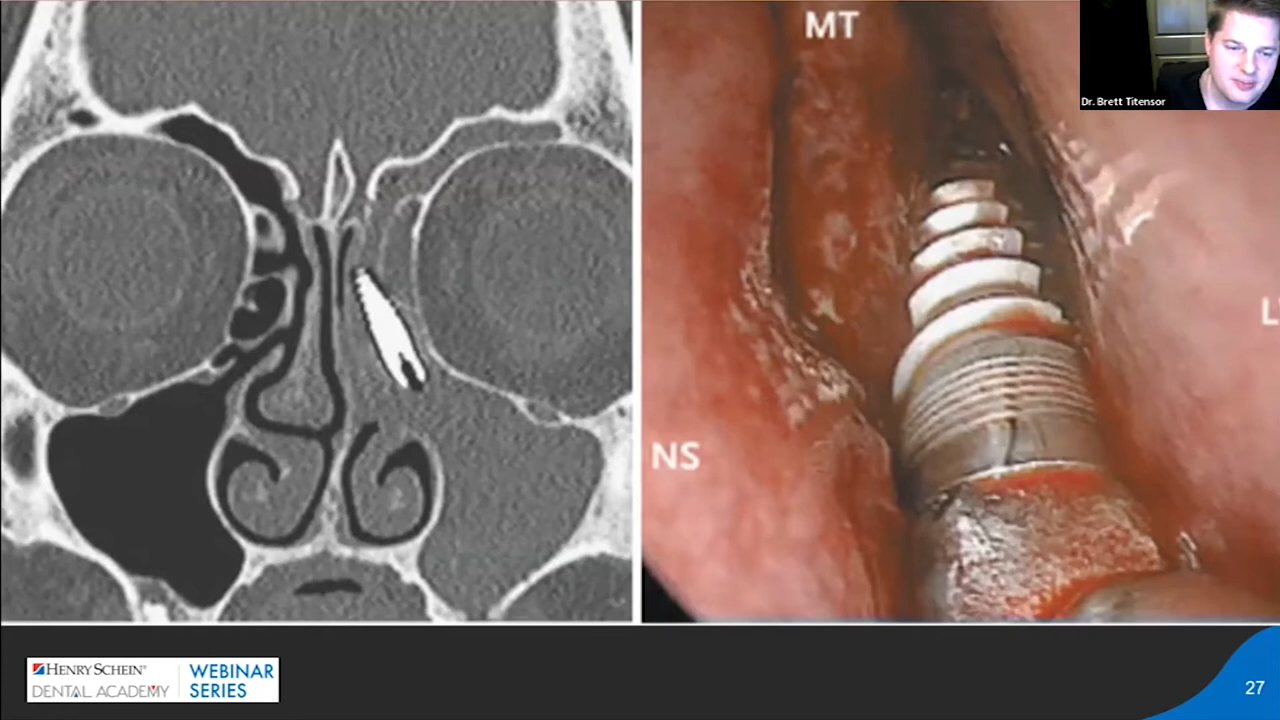 MT
Dr. Brett Titensor
L
NS
HENRY SCHEIN®
DENTAL ACADEMY
WEBINAR
SERIES
27